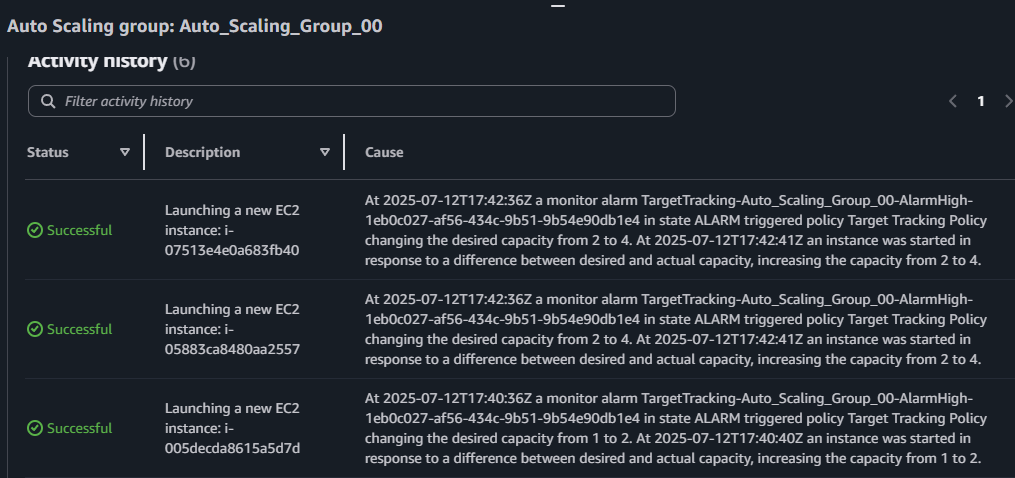 Auto Scaling group: Auto_Scaling_Group_00
Activity history (6)
Filter activity history
1
Status
Description
Cause
Successful
Launching a new EC2
instance: i-
07513e4e0a683fb40
At 2025-07-12T17:42:36Z a monitor alarm TargetTracking-Auto_Scaling_Group_00-AlarmHigh-
1eb0c027-af56-434c-9b51-9b54e90db1e4 in state ALARM triggered policy Target Tracking Policy
changing the desired capacity from 2 to 4. At 2025-07-12T17:42:41Z an instance was started in
response to a difference between desired and actual capacity, increasing the capacity from 2 to 4.
Successful
Launching a new EC2
instance: i-
05883ca8480aa2557
At 2025-07-12T17:42:36Z a monitor alarm TargetTracking-Auto_Scaling_Group_00-AlarmHigh-
1eb0c027-af56-434c-9b51-9b54e90db1e4 in state ALARM triggered policy Target Tracking Policy
changing the desired capacity from 2 to 4. At 2025-07-12T17:42:41Z an instance was started in
response to a difference between desired and actual capacity, increasing the capacity from 2 to 4.
Successful
Launching a new EC2
instance: i-
005decda8615a5d7d
At 2025-07-12T17:40:36Z a monitor alarm TargetTracking-Auto_Scaling_Group_00-AlarmHigh-
1eb0c027-af56-434c-9b51-9b54e90db1e4 in state ALARM triggered policy Target Tracking Policy
changing the desired capacity from 1 to 2. At 2025-07-12T17:40:40Z an instance was started in
response to a difference between desired and actual capacity, increasing the capacity from 1 to 2.